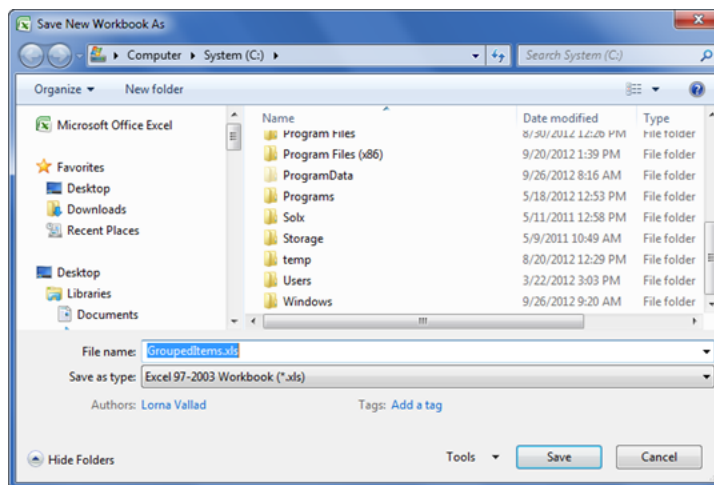 Save New Workbook As
Computer System (C:) Search System (C:)
Organize New folder
Microsoft Office Excel
Favorites
Desktop
Downloads
Recent Places
Desktop
Libraries
Documents
Name Date modified Type
Program Files 8/30/2012 12:26 PM File folder
Program Files (x86) 9/20/2012 1:39 PM File folder
ProgramData 9/26/2012 8:16 AM File folder
Programs 5/18/2012 12:53 PM File folder
Solx 5/11/2011 12:58 PM File folder
Storage 5/9/2011 10:49 AM File folder
temp 8/20/2012 12:29 PM File folder
Users 3/22/2012 3:03 PM File folder
Windows 9/26/2012 9:20 AM File folder
File name: GroupedItems.xls
Save as type: Excel 97-2003 Workbook (*.xls)
Authors: Lorna Vallad Tags: Add a tag
Hide Folders Tools Save Cancel